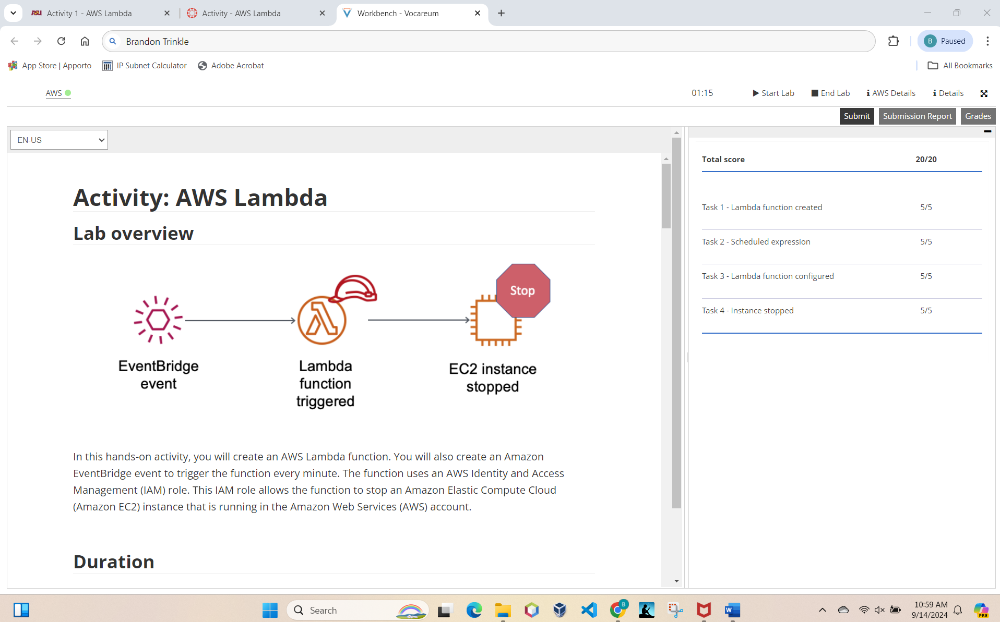 ASU Activity 1 - AWS Lambda
Activity - AWS Lambda
Workbench - Vocareum
Brandon Trinkle
B Paused
App Store | Apporto
IP Subnet Calculator
Adobe Acrobat
All Bookmarks
AWS
01:15
Start Lab
End Lab
AWS Details
Details
Submit
Submission Report
Grades
EN-US
Activity: AWS Lambda
Lab overview
Stop
EventBridge
event
Lambda
function
triggered
EC2 instance
stopped
In this hands-on activity, you will create an AWS Lambda function. You will also create an Amazon
EventBridge event to trigger the function every minute. The function uses an AWS Identity and Access
Management (IAM) role. This IAM role allows the function to stop an Amazon Elastic Compute Cloud
(Amazon EC2) instance that is running in the Amazon Web Services (AWS) account.
Duration
Total score 20/20
Task 1 - Lambda function created 5/5
Task 2 - Scheduled expression 5/5
Task 3 - Lambda function configured 5/5
Task 4 - Instance stopped 5/5
Search
B
W
10:59 AM
9/14/2024
PRE